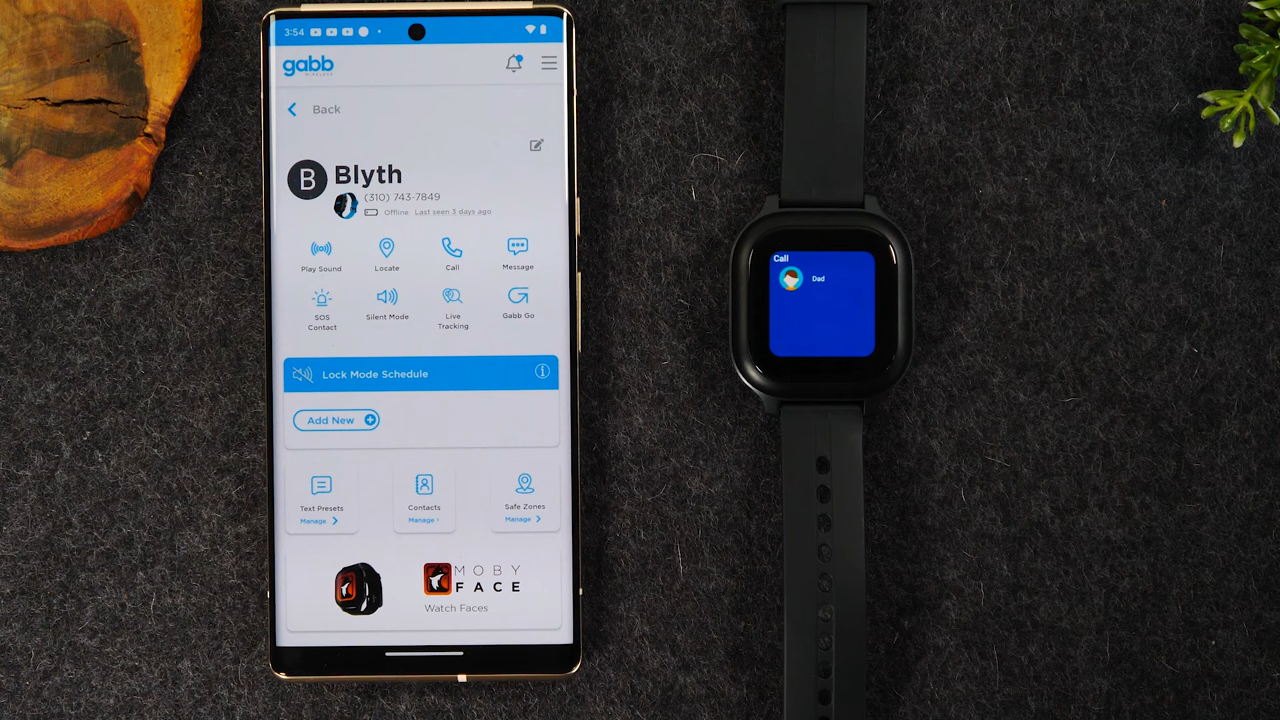 3:54
gabb
WIRELESS
Back
B
Blyth
(310) 743-7849
Offline Last seen 3 days ago
Play Sound
Locate
Call
Message
SOS
Contact
Silent Mode
Live
Tracking
Gabb Go
Lock Mode Schedule
Add New
Text Presets
Manage
Contacts
Manage
Safe Zones
Manage
MOBY
FACE
Watch Faces
Call
Dad